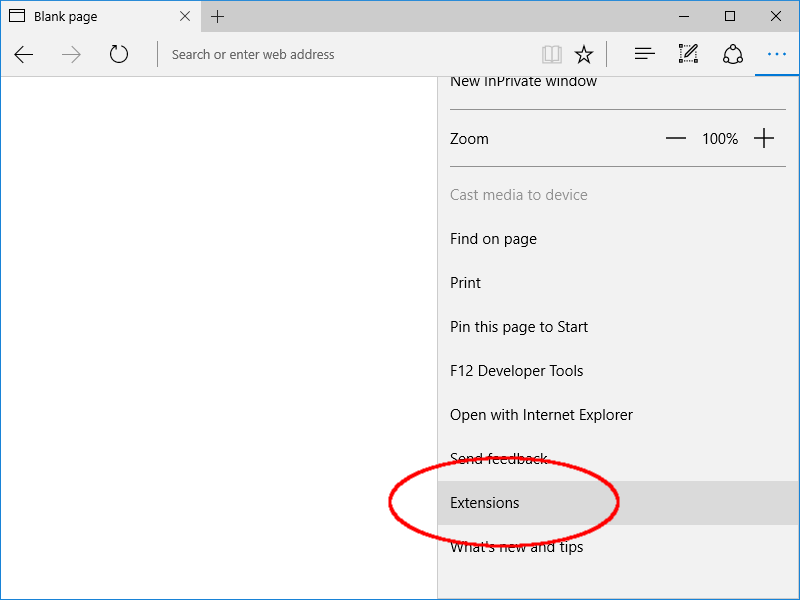 Blank page
Search or enter web address
New InPrivate window
Zoom
100%
Cast media to device
Find on page
Print
Pin this page to Start
F12 Developer Tools
Open with Internet Explorer
Send feedback
Extensions
What's new and tips